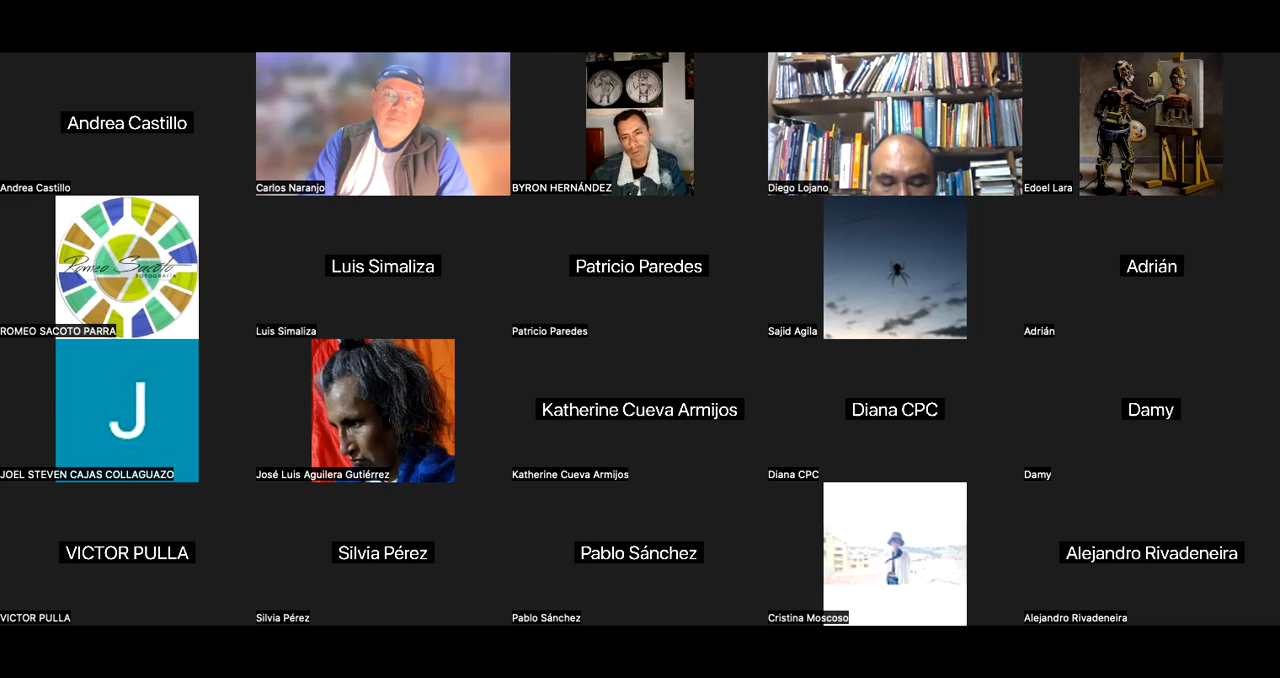 Andrea Castillo
Andrea Castillo
Carlos Naranjo
BYRON HERNÁNDEZ
Diego Lojano
Edoel Lara
Romeo Sacoto
FOTOGRAFÍA
ROMEO SACOTO PARRA
Luis Simaliza
Luis Simaliza
Patricio Paredes
Patricio Paredes
Sajid Agila
Adrián
Adrián
J
JOEL STEVEN CAJAS COLLAGUAZO
José Luis Aguilera Gutiérrez
Katherine Cueva Armijos
Katherine Cueva Armijos
Diana CPC
Diana CPC
Damy
Damy
VICTOR PULLA
VICTOR PULLA
Silvia Pérez
Silvia Pérez
Pablo Sánchez
Pablo Sánchez
Cristina Moscoso
Alejandro Rivadeneira
Alejandro Rivadeneira